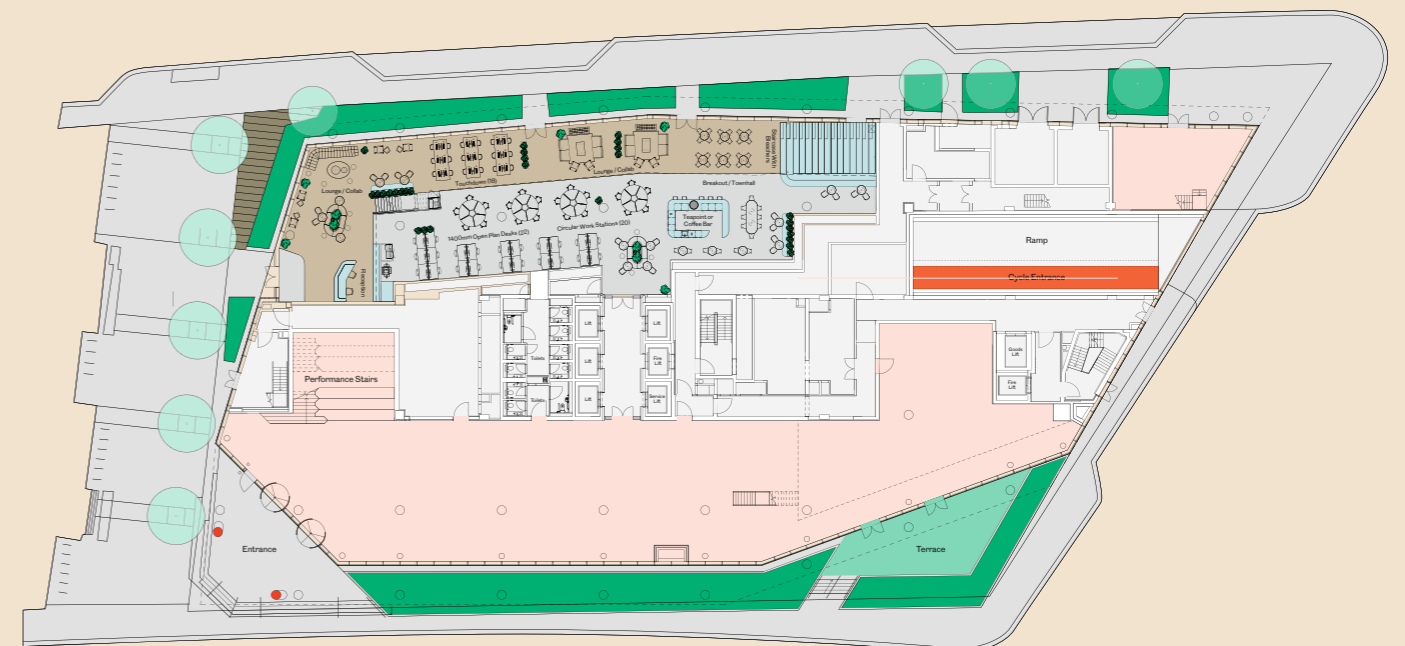 Staircase With
Bleachers
Lounge / Collab
Touchdown (18)
Lounge / Collab
Breakout / Townhall
Teapoint or
Coffee Bar
1400mm Open Plan Desks (22)
Circular Work Stations (20)
Reception
Ramp
Cycle Entrance
Lift
Lift
Toilets
Lift
Fire
Lift
Goods
Lift
Performance Stairs
Fire
Lift
Toilets
Lift
Service
Lift
Entrance
Terrace